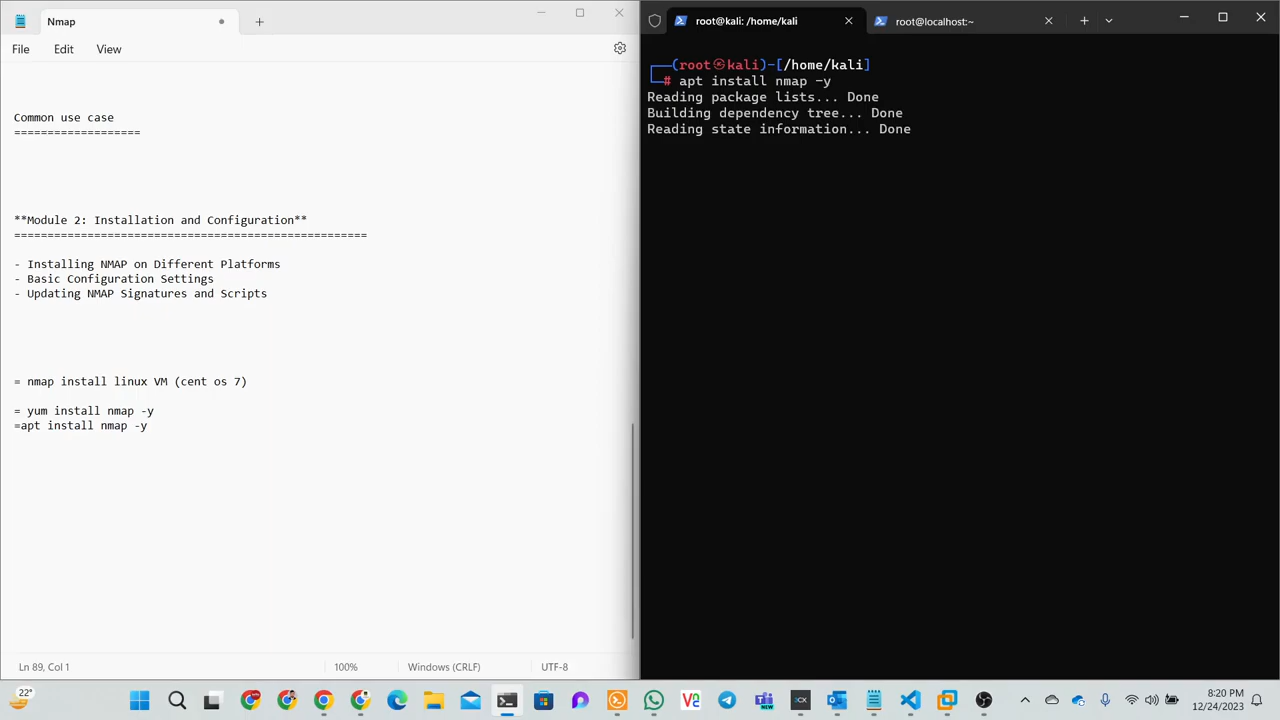 Nmap
File Edit View
Common use case
===================
**Module 2: Installation and Configuration**
=====================================================
- Installing NMAP on Different Platforms
- Basic Configuration Settings
- Updating NMAP Signatures and Scripts
= nmap install linux VM (cent os 7)
= yum install nmap -y
=apt install nmap -y
Ln 89, Col 1 100% Windows (CRLF) UTF-8
root@kali: /home/kali root@localhost:~
┌──(root㉿kali)-[/home/kali]
└─# apt install nmap -y
Reading package lists... Done
Building dependency tree... Done
Reading state information... Done
22°
8:20 PM
12/24/2023